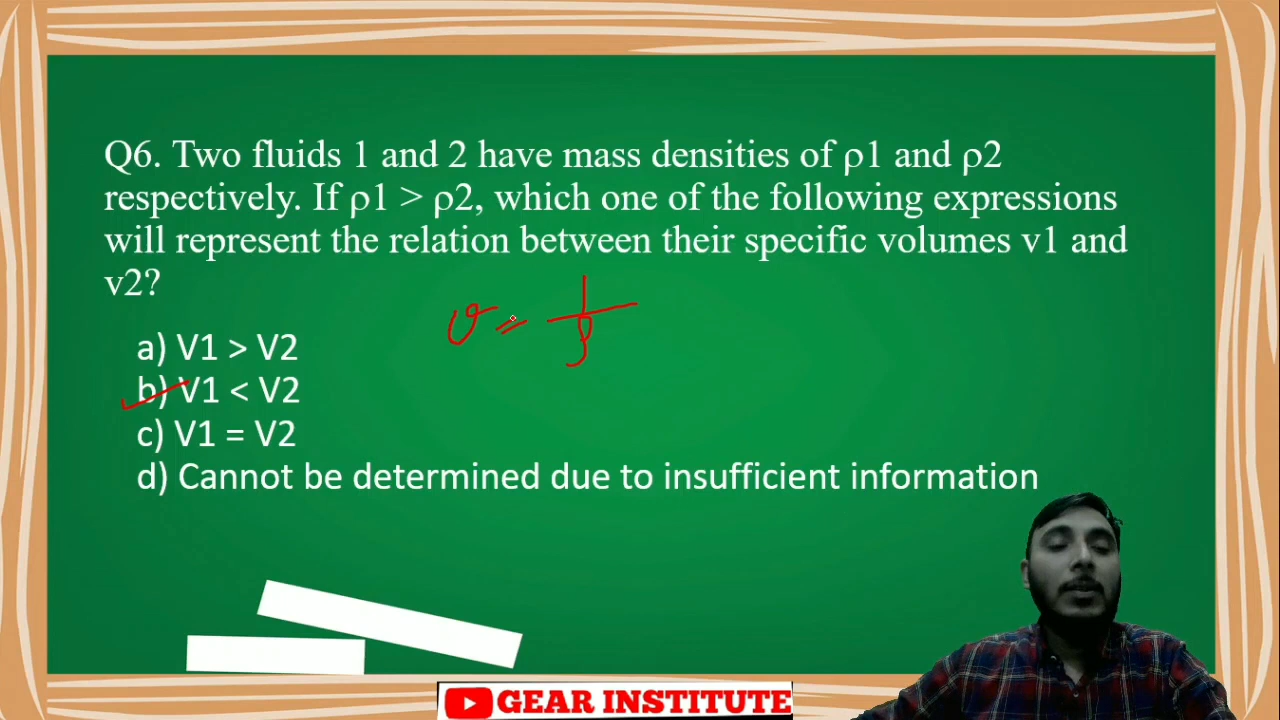 Q6. Two fluids 1 and 2 have mass densities of ρ1 and ρ2
respectively. If ρ1 > ρ2, which one of the following expressions
will represent the relation between their specific volumes v1 and
v2?
v = 1/ρ
a) V1 > V2
b) V1 < V2
c) V1 = V2
d) Cannot be determined due to insufficient information
GEAR INSTITUTE